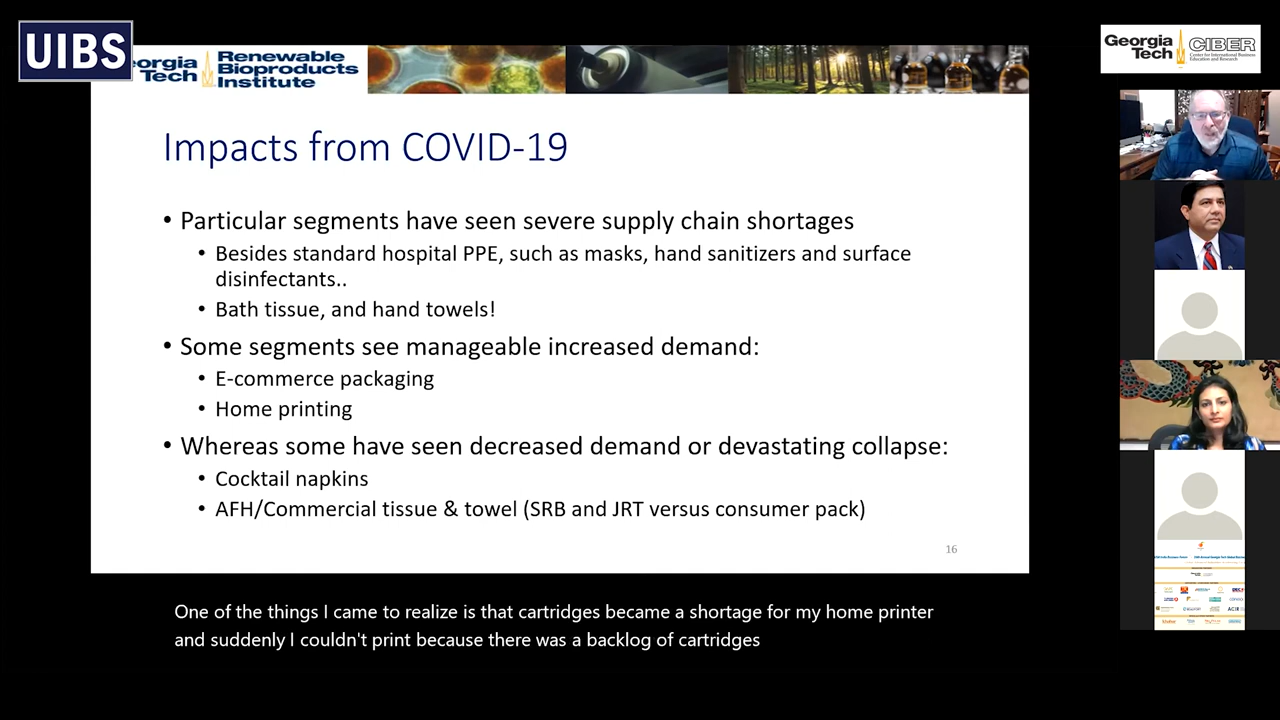 UIBS
Georgia Tech
Renewable Bioproducts Institute
Georgia Tech
CIBER
Center for International Business
Education and Research
Impacts from COVID-19
• Particular segments have seen severe supply chain shortages
• Besides standard hospital PPE, such as masks, hand sanitizers and surface
disinfectants..
• Bath tissue, and hand towels!
• Some segments see manageable increased demand:
• E-commerce packaging
• Home printing
• Whereas some have seen decreased demand or devastating collapse:
• Cocktail napkins
• AFH/Commercial tissue & towel (SRB and JRT versus consumer pack)
16
One of the things I came to realize is that cartridges became a shortage for my home printer
and suddenly I couldn't print because there was a backlog of cartridges